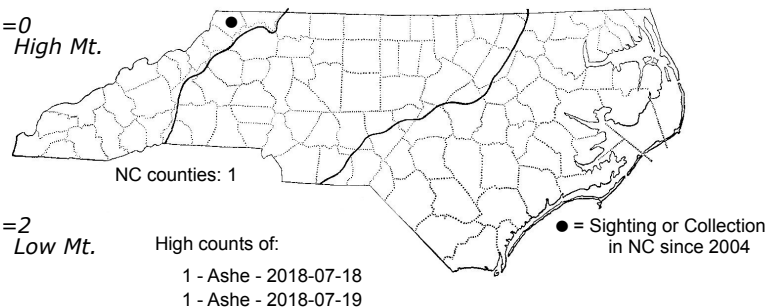 =0
High Mt.
NC counties: 1
=2
Low Mt.
High counts of:
1 - Ashe - 2018-07-18
1 - Ashe - 2018-07-19
● = Sighting or Collection
in NC since 2004